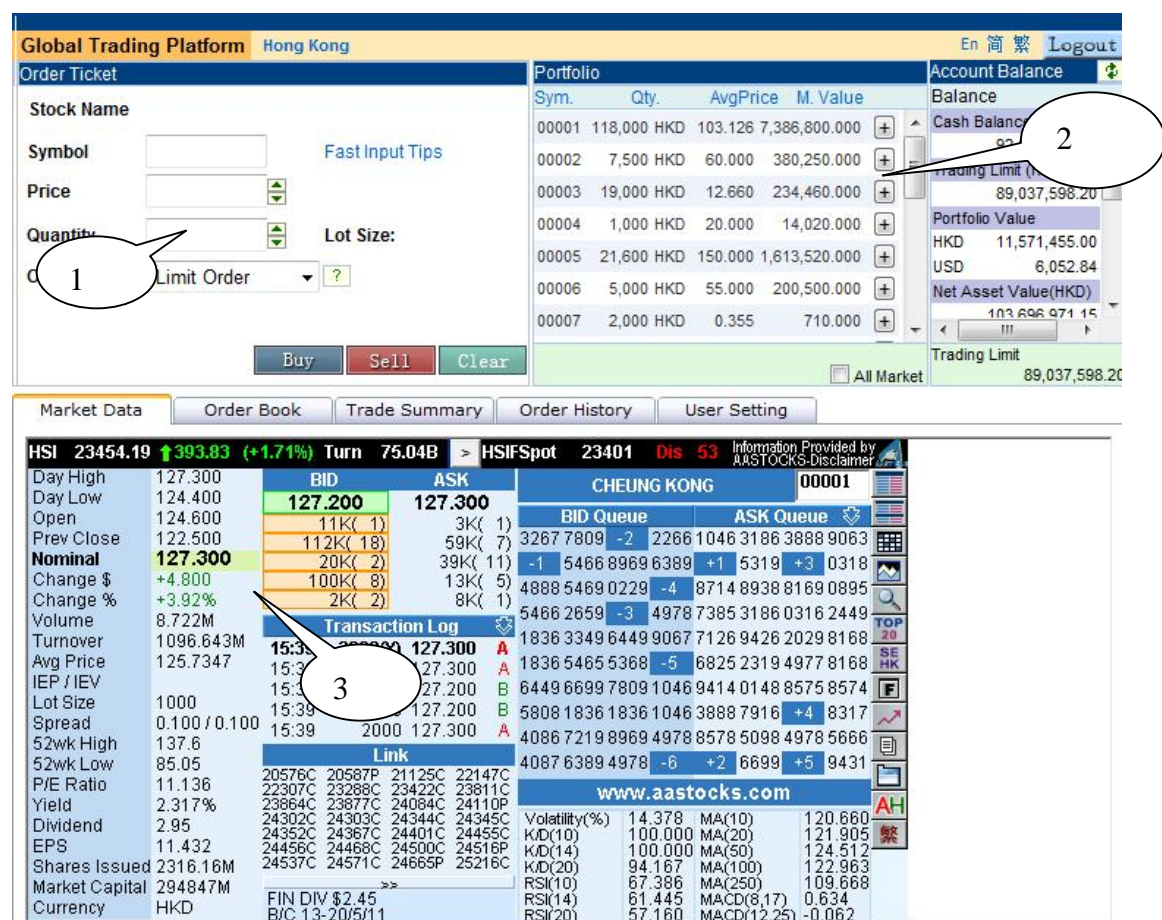 Global Trading Platform Hong Kong En 简 繁 Logout
Order Ticket
Stock Name
Symbol Fast Input Tips
Price
Quantity Lot Size:
Limit Order ?
1
Buy Sell Clear
Portfolio
Sym. Qty. AvgPrice M. Value
00001 118,000 HKD 103.126 7,386,800.000 +
00002 7,500 HKD 60.000 380,250.000 +
00003 19,000 HKD 12.660 234,460.000 +
00004 1,000 HKD 20.000 14,020.000 +
00005 21,600 HKD 150.000 1,613,520.000 +
00006 5,000 HKD 55.000 200,500.000 +
00007 2,000 HKD 0.355 710.000 +
All Market
Account Balance
Balance
Cash Balance
2
Trading Limit
89,037,598.20
Portfolio Value
HKD 11,571,455.00
USD 6,052.84
Net Asset Value(HKD)
103,696,971.15
Trading Limit
89,037,598.20
Market Data Order Book Trade Summary Order History User Setting
HSI 23454.19 393.83 (+1.71%) Turn 75.04B > HSIFSpot 23401 Dis 53 Information Provided by
AASTOCKS-Disclaimer
Day High 127.300
Day Low 124.400
Open 124.600
Prev Close 122.500
Nominal 127.300
Change $ +4.800
Change % +3.92%
Volume 8.722M
Turnover 1096.643M
Avg Price 125.7347
IEP / IEV
Lot Size 1000
Spread 0.100 / 0.100
52wk High 137.6
52wk Low 85.05
P/E Ratio 11.136
Yield 2.317%
Dividend 2.95
EPS 11.432
Shares Issued 2316.16M
Market Capital 294847M
Currency HKD
BID ASK
127.200 127.300
11K( 1) 3K( 1)
112K( 18) 59K( 7)
20K( 2) 39K( 11)
100K( 8) 13K( 5)
2K( 2) 8K( 1)
Transaction Log
127.300 A
127.300 A
127.200 B
15:39 127.200 B
15:39 2000 127.300 A
3
Link
20576C 20587P 21125C 22147C
22307C 23288C 23422C 23811C
23864C 23877C 24084C 24110P
24302C 24303C 24344C 24345C
24352C 24367C 24401C 24455C
24456C 24468C 24500C 24516P
24537C 24571C 24665P 25216C
>>
FIN DIV $2.45
B/C 13-20/5/11
CHEUNG KONG 00001
BID Queue ASK Queue
3267 7809 -2 2266 1046 3186 3888 9063
-1 5466 8969 6389 +1 5319 +3 0318
4888 5469 0229 -4 8714 8938 8169 0895
5466 2659 -3 4978 7385 3186 0316 2449
1836 3349 6449 9067 7126 9426 2029 8168
1836 5465 5368 -5 6825 2319 4977 8168
6449 6699 7809 1046 9414 0148 8575 8574
5808 1836 1836 1046 3888 7916 +4 8317
4086 7219 8969 4978 8578 5098 4978 5666
4087 6389 4978 -6 +2 6699 +5 9431
www.aastocks.com
Volatility(%) 14.378 MA(10) 120.660
K/D(10) 100.000 MA(20) 121.905
K/D(14) 100.000 MA(50) 124.512
K/D(20) 94.167 MA(100) 122.963
RSI(10) 67.386 MA(250) 109.668
RSI(14) 61.445 MACD(8,17) 0.634
RSI(20) 57.160 MACD(12,25) -0.062
TOP
20
SE
HK
F
AH
繁